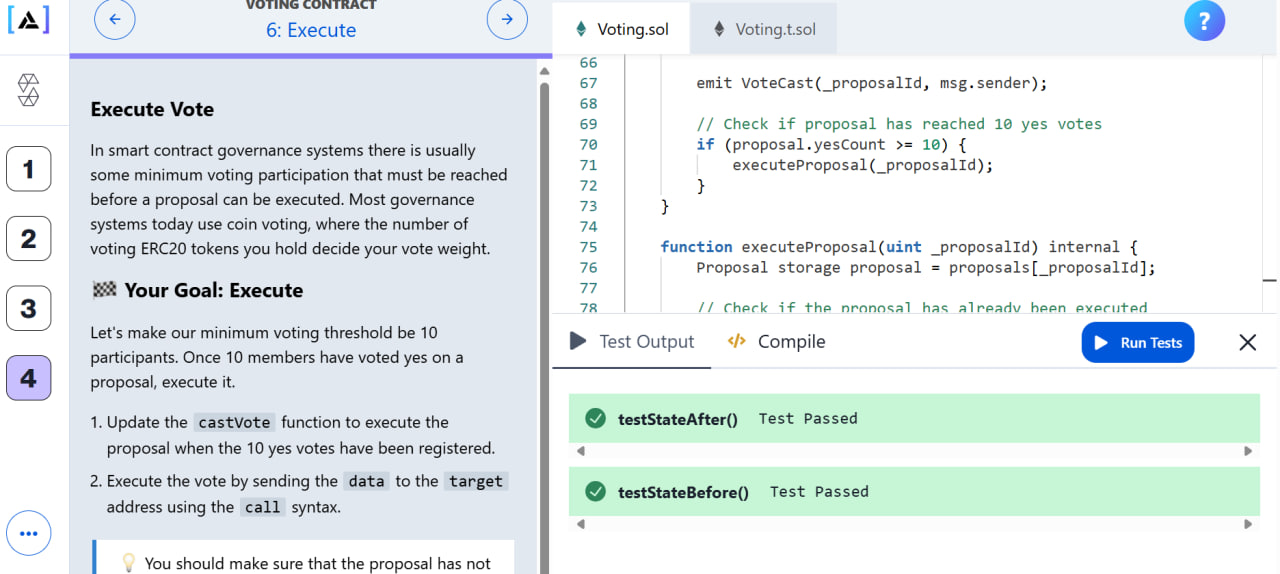 VOTING CONTRACT
6: Execute
1
2
3
4
Execute Vote
In smart contract governance systems there is usually
some minimum voting participation that must be reached
before a proposal can be executed. Most governance
systems today use coin voting, where the number of
voting ERC20 tokens you hold decide your vote weight.
🏁 Your Goal: Execute
Let's make our minimum voting threshold be 10
participants. Once 10 members have voted yes on a
proposal, execute it.
1. Update the castVote function to execute the
proposal when the 10 yes votes have been registered.
2. Execute the vote by sending the data to the target
address using the call syntax.
💡 You should make sure that the proposal has not
Voting.sol
Voting.t.sol
?
66
67 emit VoteCast(_proposalId, msg.sender);
68
69 // Check if proposal has reached 10 yes votes
70 if (proposal.yesCount >= 10) {
71 executeProposal(_proposalId);
72 }
73 }
74
75 function executeProposal(uint _proposalId) internal {
76 Proposal storage proposal = proposals[_proposalId];
77
78 // Check if the proposal has already been executed
Test Output
</> Compile
Run Tests
testStateAfter() Test Passed
testStateBefore() Test Passed